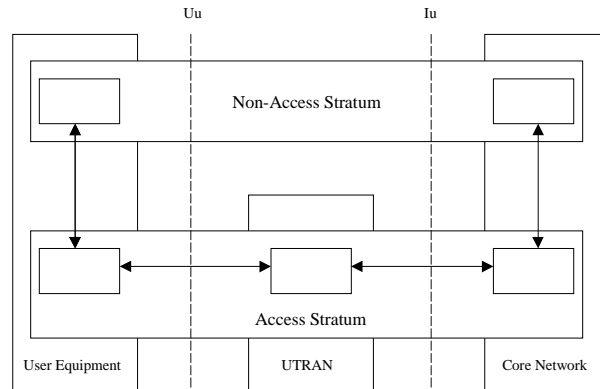 Uu
Iu
Non-Access Stratum
Access Stratum
User Equipment
UTRAN
Core Network